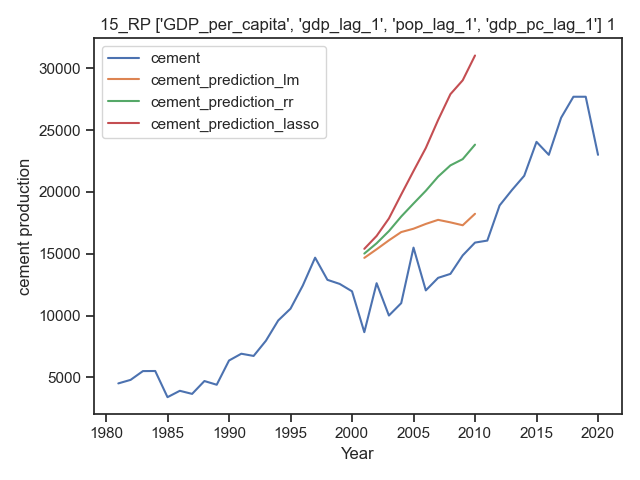 15_RP ['GDP_per_capita', 'gdp_lag_1', 'pop_lag_1', 'gdp_pc_lag_1'] 1
cement
cement_prediction_lm
cement_prediction_rr
cement_prediction_lasso
30000
25000
20000
15000
10000
5000
cement production
1980 1985 1990 1995 2000 2005 2010 2015 2020
Year